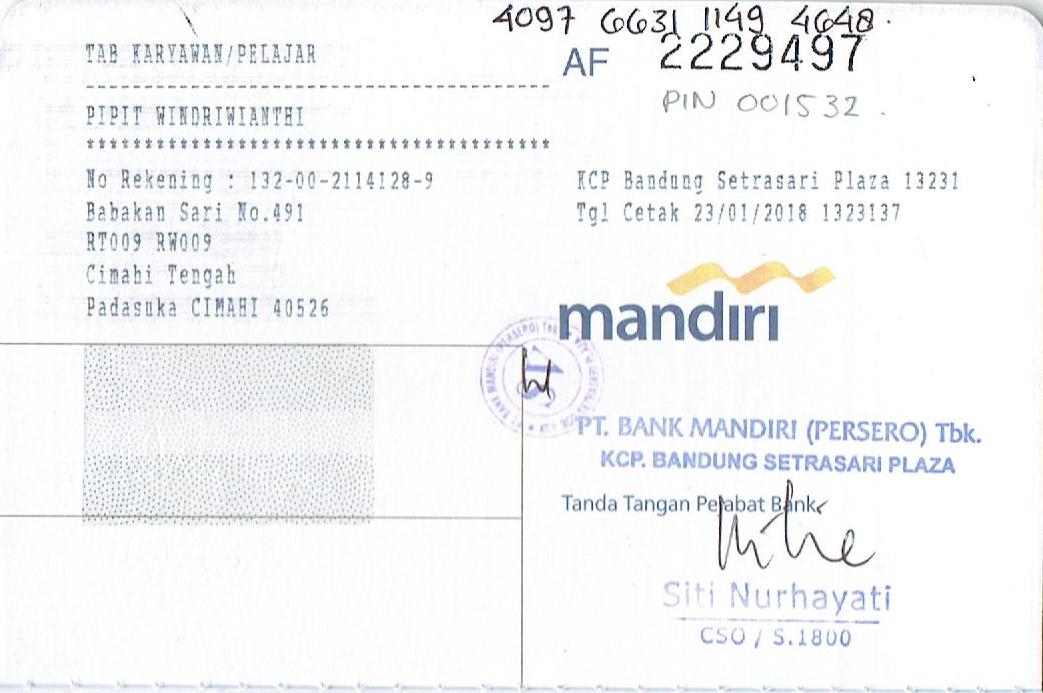 4097 6631 1149 4648
TAB KARYAWAN/PELAJAR
AF 2229497
PIN 001532
PIPIT WINDRIWIANTHI
****************************************
No Rekening : 132-00-2114128-9
Babakan Sari No.491
RT009 RW009
Cimahi Tengah
Padasuka CIMAHI 40526
KCP Bandung Setrasari Plaza 13231
Tgl Cetak 23/01/2018 1323137
mandiri
PT. BANK MANDIRI (PERSERO) Tbk.
KCP. BANDUNG SETRASARI PLAZA
Tanda Tangan Pejabat Bank
Siti Nurhayati
CSO / S.1800